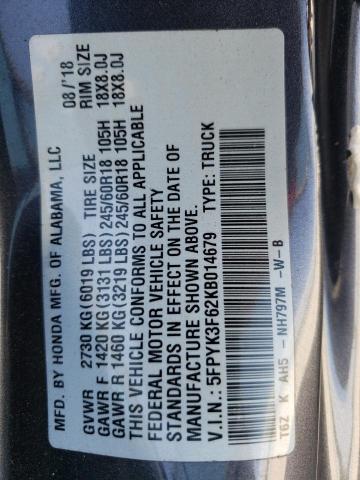 MFD. BY HONDA MFG. OF ALABAMA, LLC 08/'18
GVWR 2730 KG(6019 LBS) TIRE SIZE RIM SIZE
GAWR F 1420 KG(3131 LBS) 245/60R18 105H 18X8.0J
GAWR R 1460 KG(3219 LBS) 245/60R18 105H 18X8.0J
THIS VEHICLE CONFORMS TO ALL APPLICABLE
FEDERAL MOTOR VEHICLE SAFETY
STANDARDS IN EFFECT ON THE DATE OF
MANUFACTURE SHOWN ABOVE.
V.I.N.: 5FPYK3F62KB014679 TYPE: TRUCK
T6Z K AH5 - NH797M -W-B